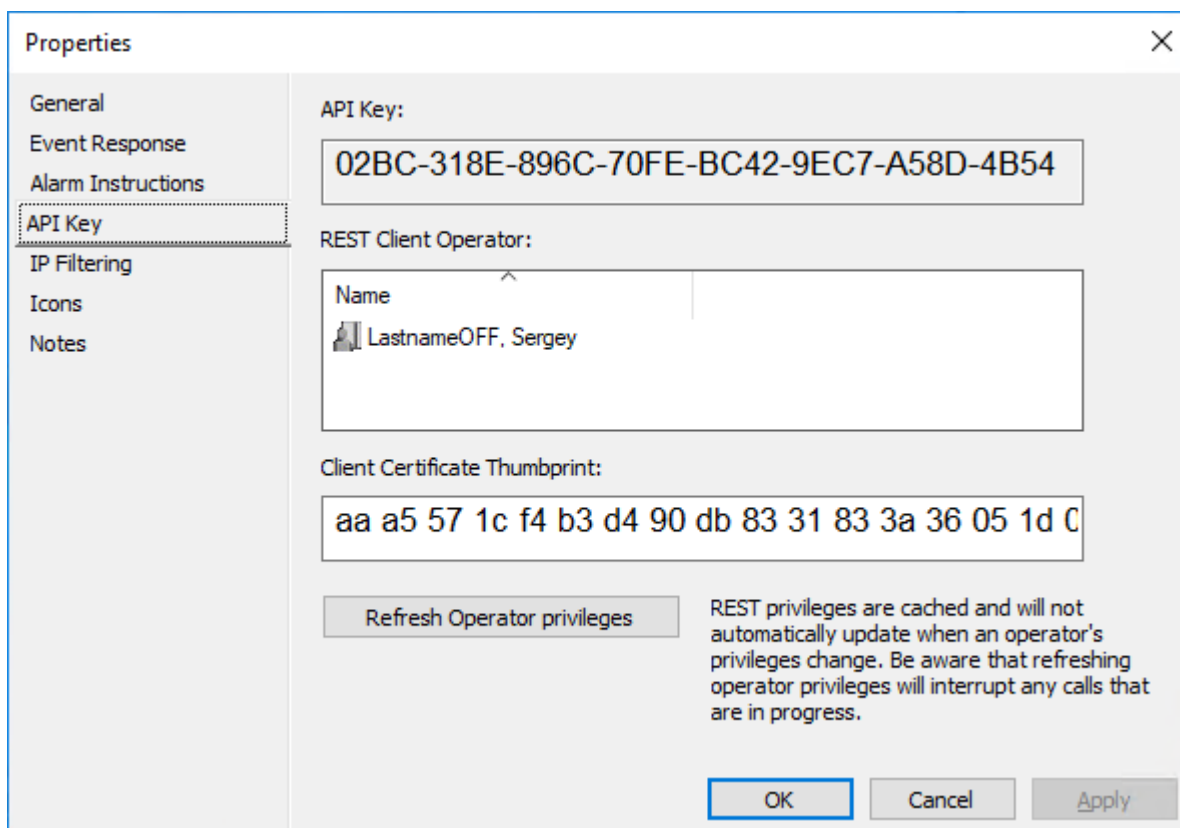 Properties
General
Event Response
Alarm Instructions
API Key
IP Filtering
Icons
Notes
API Key:
02BC-318E-896C-70FE-BC42-9EC7-A58D-4B54
REST Client Operator:
Name
LastnameOFF, Sergey
Client Certificate Thumbprint:
aa a5 57 1c f4 b3 d4 90 db 83 31 83 3a 36 05 1d
Refresh Operator privileges
REST privileges are cached and will not
automatically update when an operator's
privileges change. Be aware that refreshing
operator privileges will interrupt any calls that
are in progress.
OK
Cancel
Apply